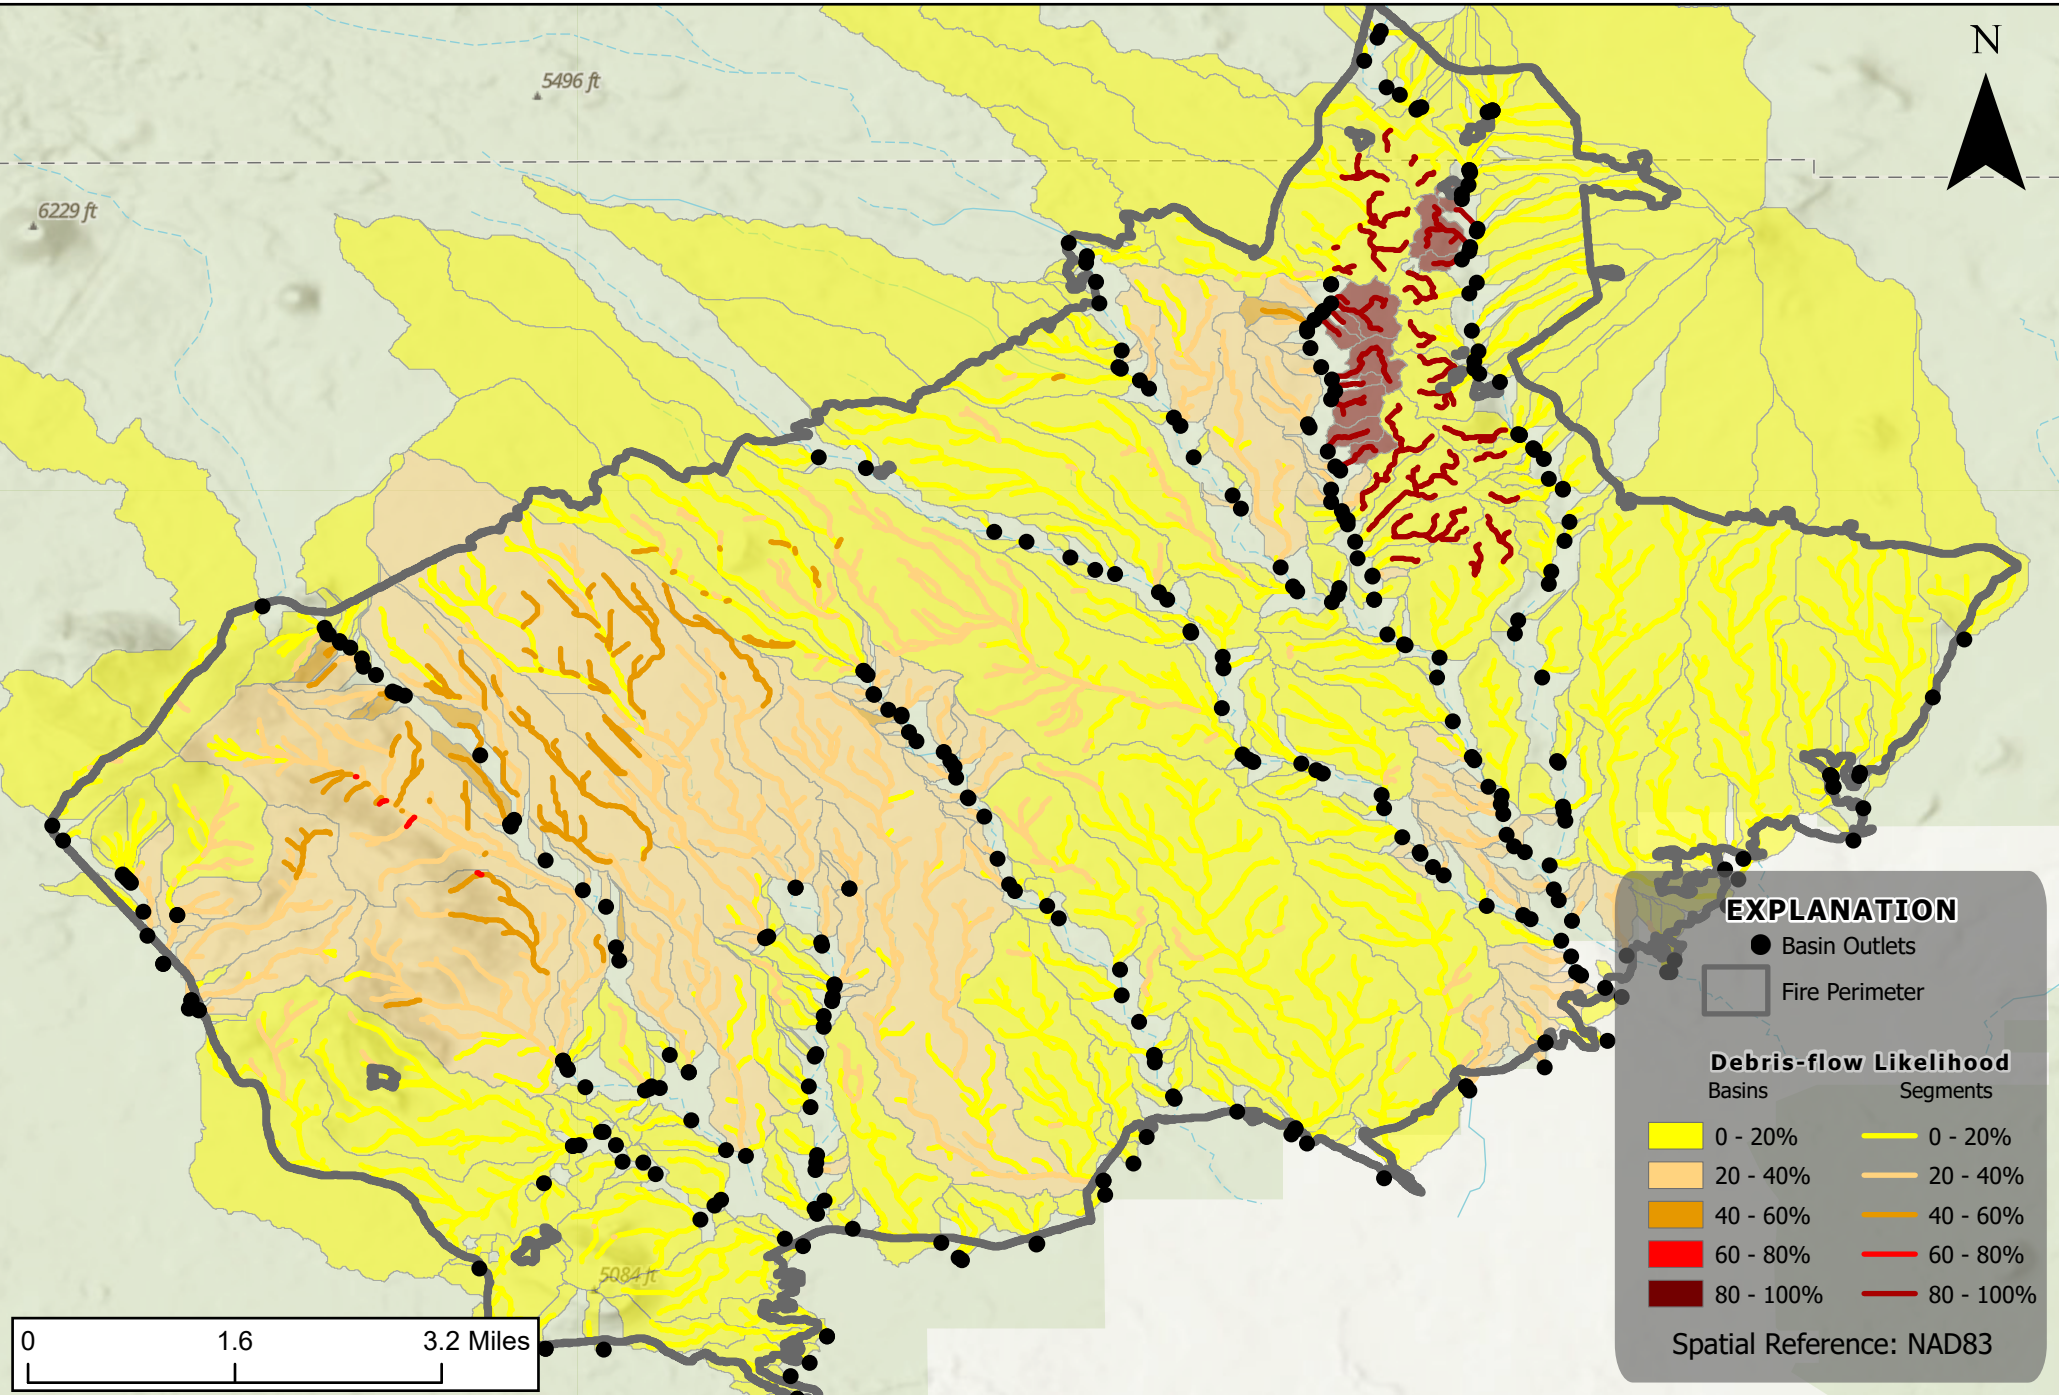 5496 ft
N
6229 ft
5084 ft
EXPLANATION
Basin Outlets
Fire Perimeter
Debris-flow Likelihood
Basins Segments
0 - 20% 0 - 20%
20 - 40% 20 - 40%
40 - 60% 40 - 60%
60 - 80% 60 - 80%
80 - 100% 80 - 100%
Spatial Reference: NAD83
0 1.6 3.2 Miles